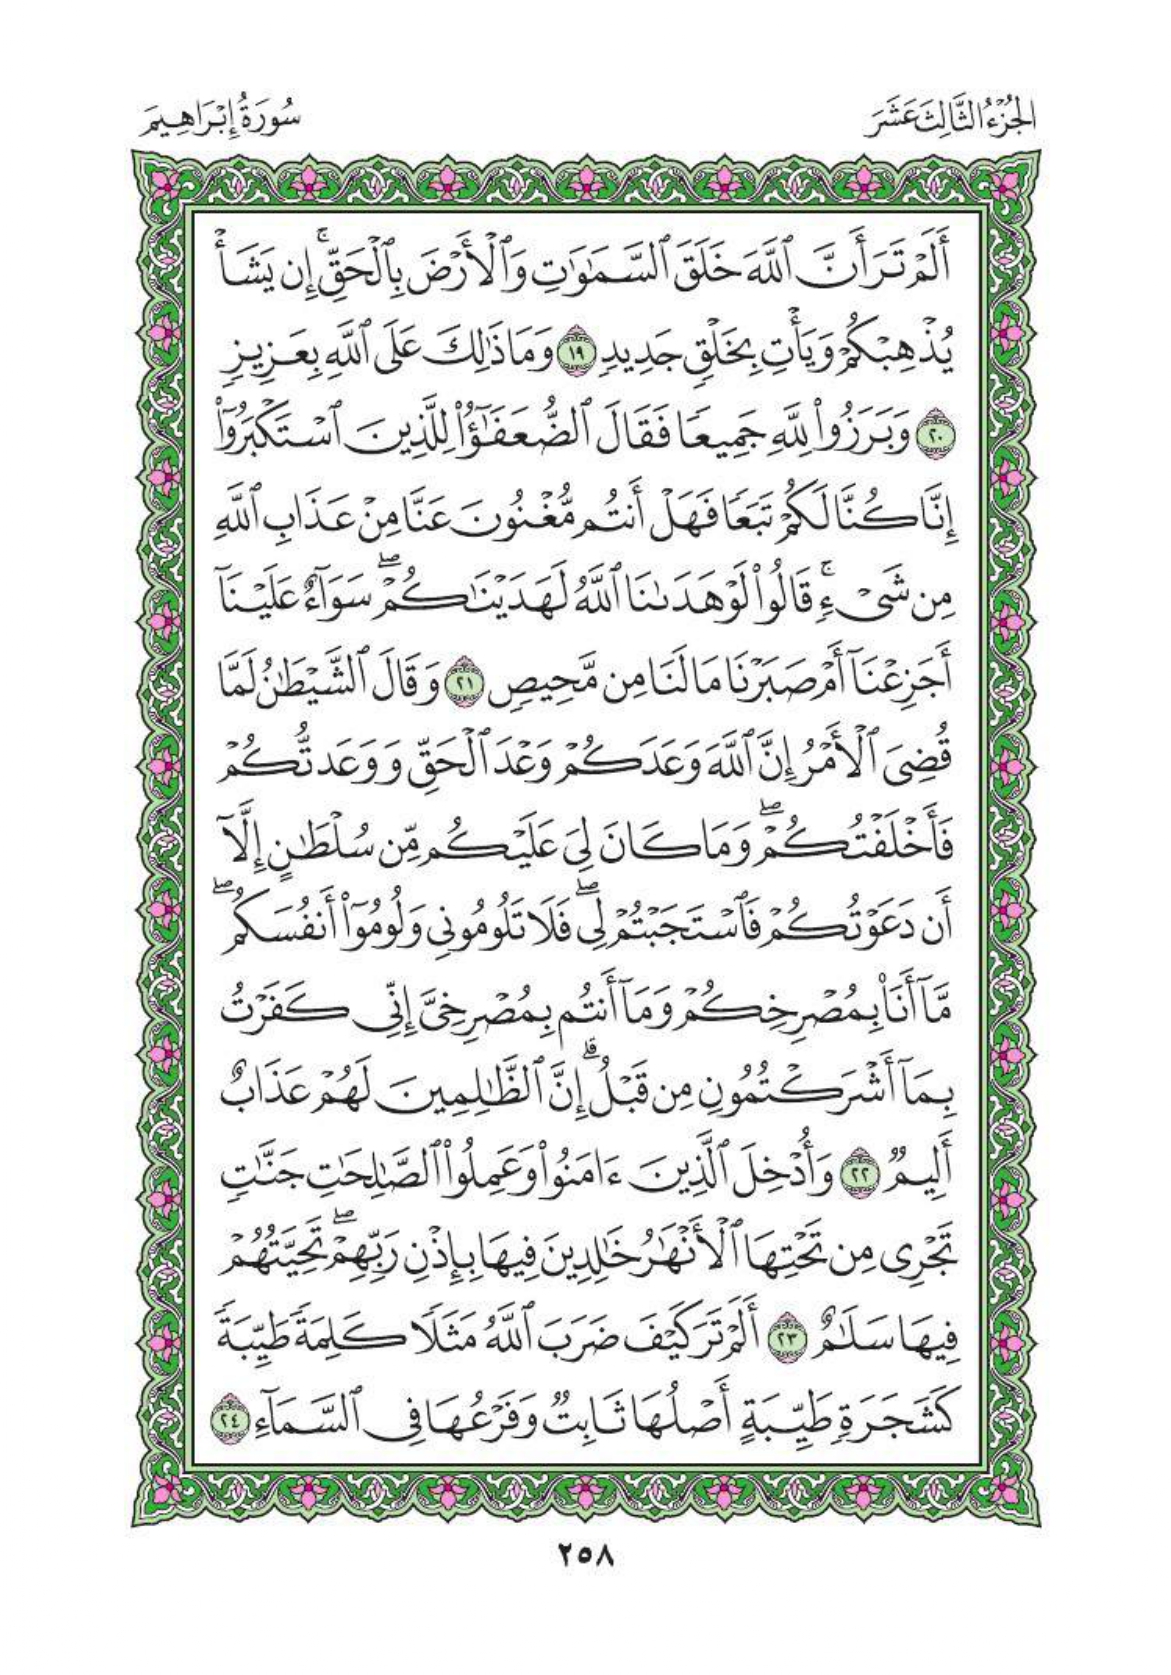 الجُزْءُ الثَّالِثَ عَشَرَ
سُورَةُ إِبْرَاهِيمَ
أَلَمْ تَرَ أَنَّ ٱللَّهَ خَلَقَ ٱلسَّمَٰوَٰتِ وَٱلْأَرْضَ بِٱلْحَقِّۚ إِن يَشَأْ
يُذْهِبْكُمْ وَيَأْتِ بِخَلْقٍ جَدِيدٍ ١٩ وَمَا ذَٰلِكَ عَلَى ٱللَّهِ بِعَزِيزٍ
٢٠ وَبَرَزُوا۟ لِلَّهِ جَمِيعًا فَقَالَ ٱلضُّعَفَٰٓؤُا۟ لِلَّذِينَ ٱسْتَكْبَرُوٓا۟
إِنَّا كُنَّا لَكُمْ تَبَعًا فَهَلْ أَنتُم مُّغْنُونَ عَنَّا مِنْ عَذَابِ ٱللَّهِ
مِن شَىْءٍۚ قَالُوا۟ لَوْ هَدَىٰنَا ٱللَّهُ لَهَدَيْنَٰكُمْۖ سَوَآءٌ عَلَيْنَآ
أَجَزِعْنَآ أَمْ صَبَرْنَا مَا لَنَا مِن مَّحِيصٍ ٢١ وَقَالَ ٱلشَّيْطَٰنُ لَمَّا
قُضِىَ ٱلْأَمْرُ إِنَّ ٱللَّهَ وَعَدَكُمْ وَعْدَ ٱلْحَقِّ وَوَعَدتُّكُمْ
فَأَخْلَفْتُكُمْۖ وَمَا كَانَ لِىَ عَلَيْكُم مِّن سُلْطَٰنٍ إِلَّآ
أَن دَعَوْتُكُمْ فَٱسْتَجَبْتُمْ لِىۖ فَلَا تَلُومُونِى وَلُومُوٓا۟ أَنفُسَكُمۖ
مَّآ أَنَا۠ بِمُصْرِخِكُمْ وَمَآ أَنتُم بِمُصْرِخِىَّ إِنِّى كَفَرْتُ
بِمَآ أَشْرَكْتُمُونِ مِن قَبْلُۗ إِنَّ ٱلظَّٰلِمِينَ لَهُمْ عَذَابٌ
أَلِيمٌ ٢٢ وَأُدْخِلَ ٱلَّذِينَ ءَامَنُوا۟ وَعَمِلُوا۟ ٱلصَّٰلِحَٰتِ جَنَّٰتٍ
تَجْرِى مِن تَحْتِهَا ٱلْأَنْهَٰرُ خَٰلِدِينَ فِيهَا بِإِذْنِ رَبِّهِمْۖ تَحِيَّتُهُمْ
فِيهَا سَلَٰمٌ ٢٣ أَلَمْ تَرَ كَيْفَ ضَرَبَ ٱللَّهُ مَثَلًا كَلِمَةً طَيِّبَةً
كَشَجَرَةٍ طَيِّبَةٍ أَصْلُهَا ثَابِتٌ وَفَرْعُهَا فِى ٱلسَّمَآءِ ٢٤
٢٥٨